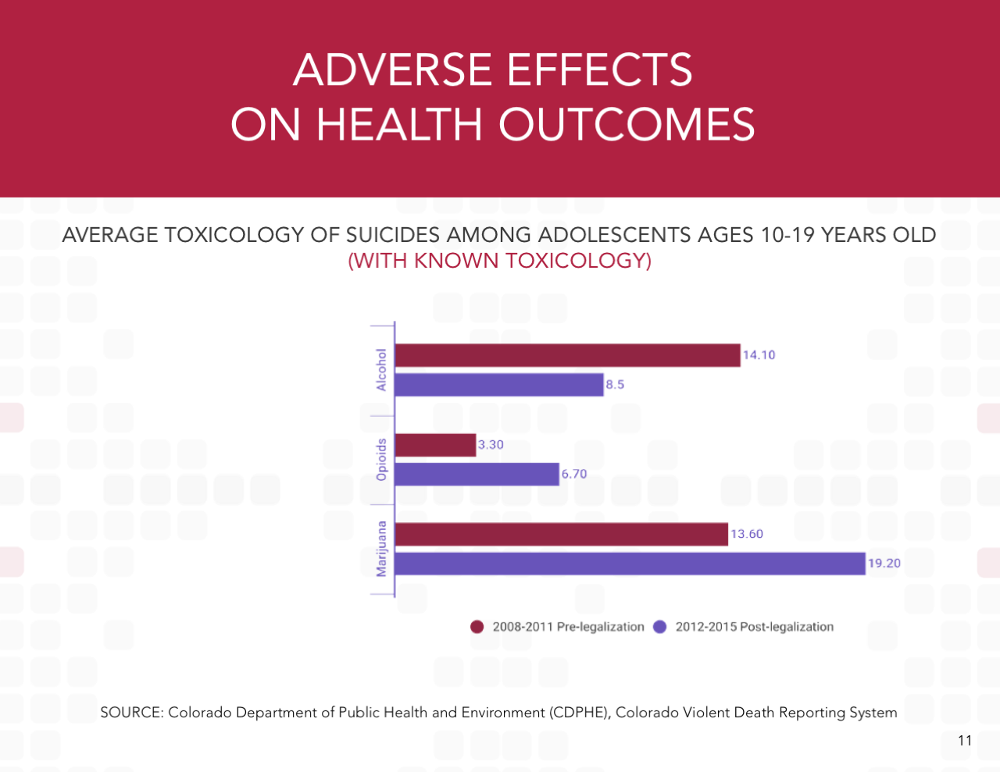 ADVERSE EFFECTS
ON HEALTH OUTCOMES
AVERAGE TOXICOLOGY OF SUICIDES AMONG ADOLESCENTS AGES 10-19 YEARS OLD
(WITH KNOWN TOXICOLOGY)
Alcohol
14.10
8.5
Opioids
3.30
6.70
Marijuana
13.60
19.20
2008-2011 Pre-legalization 2012-2015 Post-legalization
SOURCE: Colorado Department of Public Health and Environment (CDPHE), Colorado Violent Death Reporting System
11